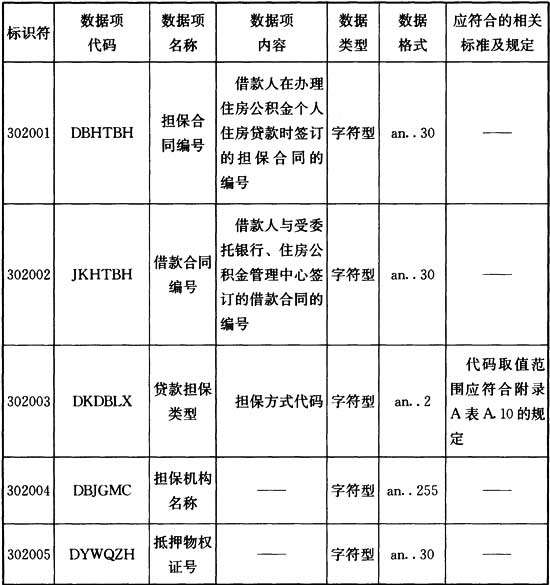 标识符 数据项代码 数据项名称 数据项内容 数据类型 数据格式 应符合的相关标准及规定
302001 DBHTBH 担保合同编号 借款人在办理住房公积金个人住房贷款时签订的担保合同的编号 字符型 an..30 ——
302002 JKHTBH 借款合同编号 借款人与受委托银行、住房公积金管理中心签订的借款合同的编号 字符型 an..30 ——
302003 DKDBLX 贷款担保类型 担保方式代码 字符型 an..2 代码取值范围应符合附录A表A.10的规定
302004 DBJGMC 担保机构名称 —— 字符型 an..255 ——
302005 DYWQZH 抵押物权证号 —— 字符型 an..30 ——